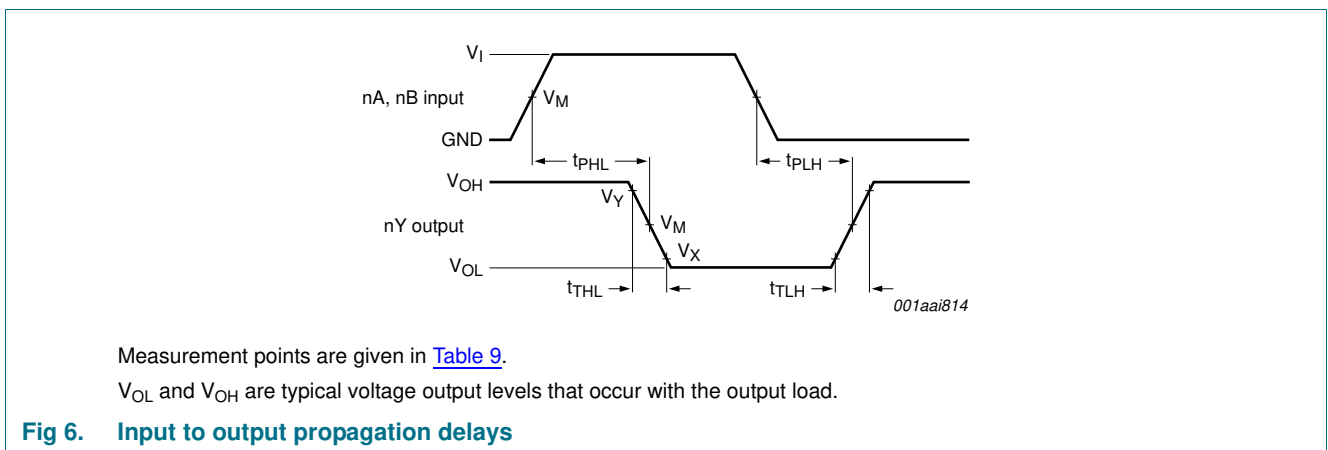 VI
nA, nB input
VM
GND
tPHL
tPLH
VOH
VY
nY output
VM
VX
VOL
tTHL
tTLH
001aai814
Measurement points are given in Table 9.
VOL and VOH are typical voltage output levels that occur with the output load.
Fig 6. Input to output propagation delays